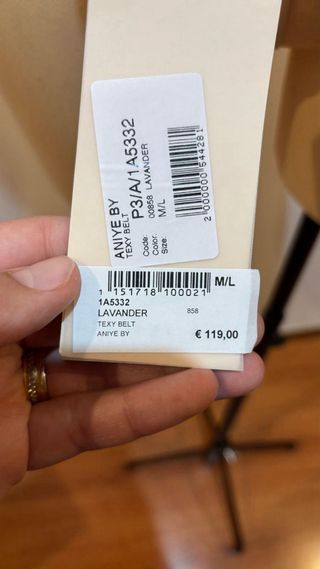 ANIYE BY
TEXY BELT
P3/A/1A5332
Code:
Color: 00858 LAVANDER
Size: M/L
2 000000 544281
1 151718 100021
M/L
1A5332
LAVANDER 858
TEXY BELT
ANIYE BY
€ 119,00